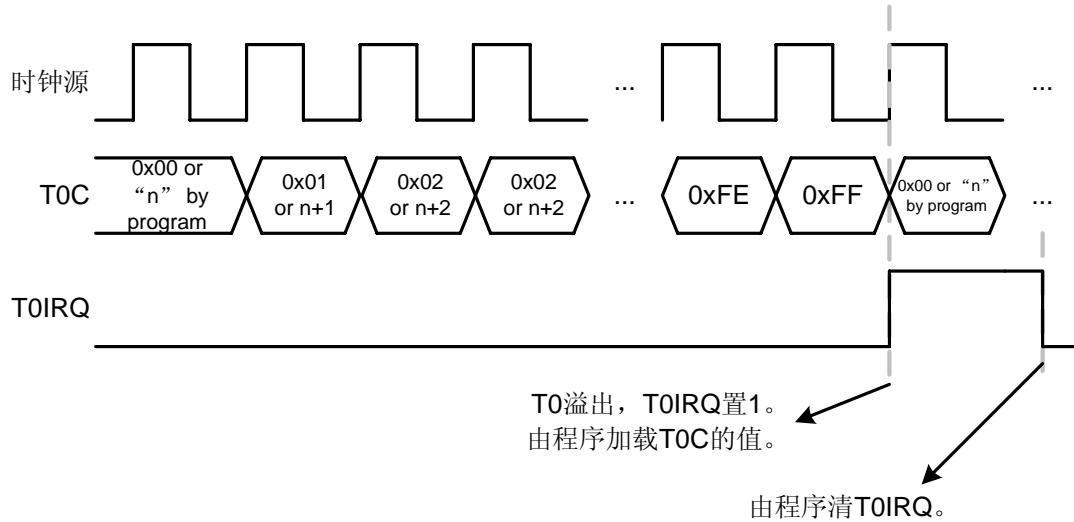 时钟源
...
...
T0C
0x00 or
“n” by
program
0x01
or n+1
0x02
or n+2
0x02
or n+2
...
0xFE
0xFF
0x00 or “n”
by program
...
T0IRQ
T0溢出，T0IRQ置1。
由程序加载T0C的值。
由程序清T0IRQ。